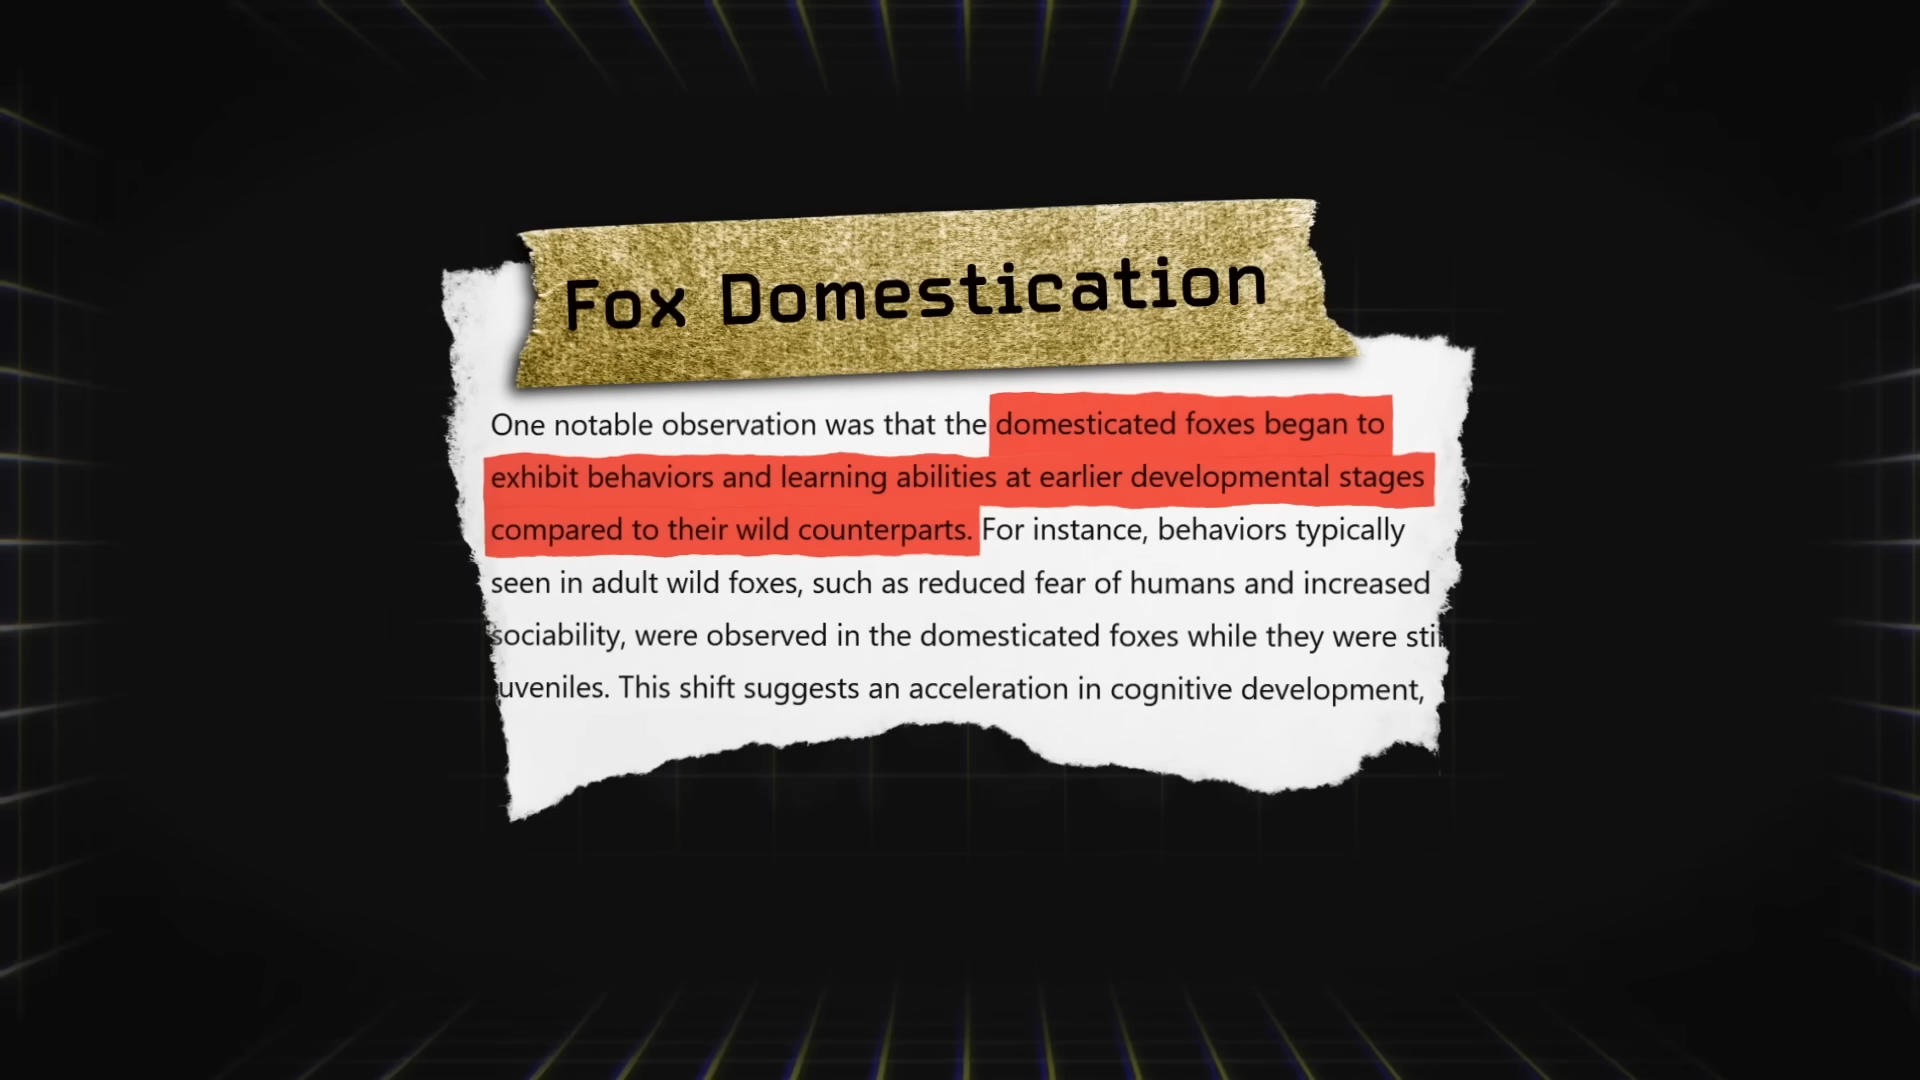 Fox Domestication
One notable observation was that the domesticated foxes began to
exhibit behaviors and learning abilities at earlier developmental stages
compared to their wild counterparts. For instance, behaviors typically
seen in adult wild foxes, such as reduced fear of humans and increased
sociability, were observed in the domesticated foxes while they were
This shift suggests an acceleration in cognitive development,